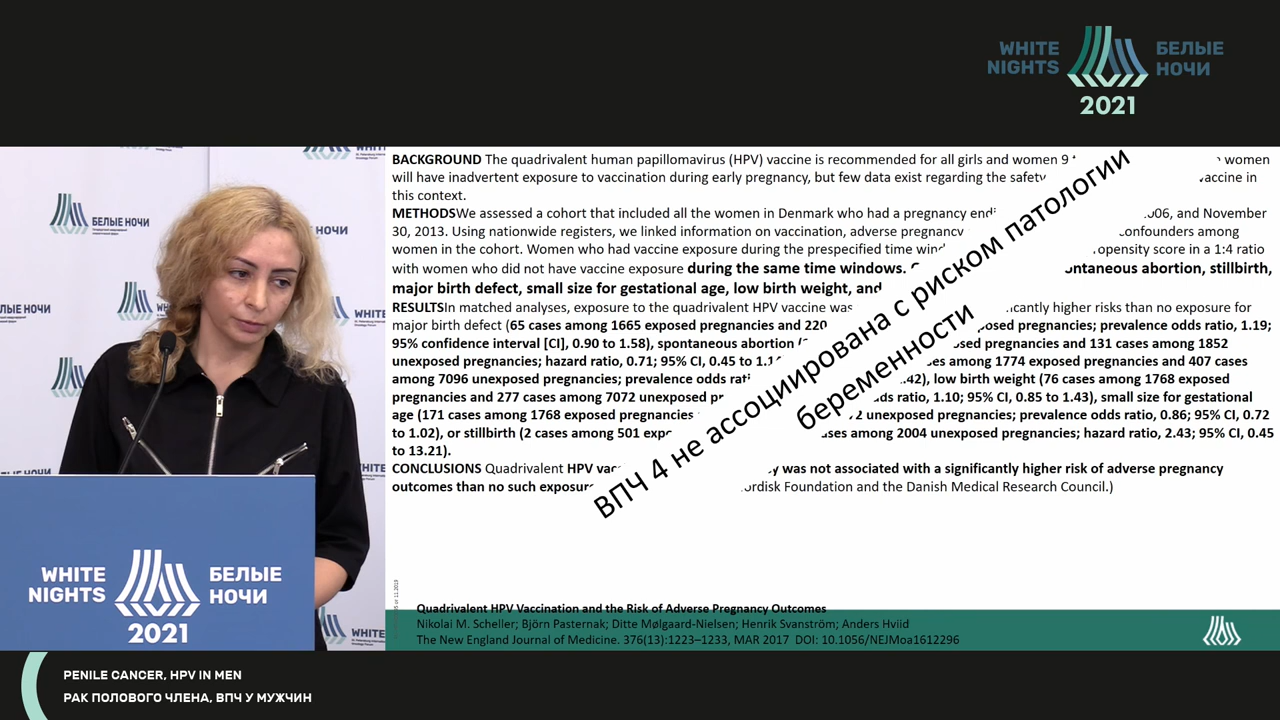 WHITE NIGHTS БЕЛЫЕ НОЧИ
2021
BACKGROUND The quadrivalent human papillomavirus (HPV) vaccine is recommended for all girls and women 9 women
will have inadvertent exposure to vaccination during early pregnancy, but few data exist regarding the safety vaccine in
this context.
METHODSWe assessed a cohort that included all the women in Denmark who had a pregnancy 2006, and November
30, 2013. Using nationwide registers, we linked information on vaccination, adverse pregnancy confounders among
women in the cohort. Women who had vaccine exposure during the prespecified time propensity score in a 1:4 ratio
with women who did not have vaccine exposure during the same time windows. spontaneous abortion, stillbirth,
major birth defect, small size for gestational age, low birth weight, and
RESULTSIn matched analyses, exposure to the quadrivalent HPV vaccine was significantly higher risks than no exposure for
major birth defect (65 cases among 1665 exposed pregnancies and 220 exposed pregnancies; prevalence odds ratio, 1.19;
95% confidence interval [CI], 0.90 to 1.58), spontaneous abortion exposed pregnancies and 131 cases among 1852
unexposed pregnancies; hazard ratio, 0.71; 95% CI, 0.45 to cases among 1774 exposed pregnancies and 407 cases
among 7096 unexposed pregnancies; prevalence odds low birth weight (76 cases among 1768 exposed
pregnancies and 277 cases among 7072 unexposed odds ratio, 1.10; 95% CI, 0.85 to 1.43), small size for gestational
age (171 cases among 1768 exposed pregnancies unexposed pregnancies; prevalence odds ratio, 0.86; 95% CI, 0.72
to 1.02), or stillbirth (2 cases among 501 cases among 2004 unexposed pregnancies; hazard ratio, 2.43; 95% CI, 0.45
to 13.21).
CONCLUSIONS Quadrivalent HPV was not associated with a significantly higher risk of adverse pregnancy
outcomes than no such Foundation and the Danish Medical Research Council.)
ВПЧ 4 не ассоциирована с риском патологии
беременности
Quadrivalent HPV Vaccination and the Risk of Adverse Pregnancy Outcomes
Nikolai M. Scheller; Björn Pasternak; Ditte Mølgaard-Nielsen; Henrik Svanström; Anders Hviid
The New England Journal of Medicine. 376(13):1223–1233, MAR 2017 DOI: 10.1056/NEJMoa1612296
БЕЛЫЕ НОЧИ
WHITE NIGHTS БЕЛЫЕ НОЧИ
2021
PENILE CANCER, HPV IN MEN
РАК ПОЛОВОГО ЧЛЕНА, ВПЧ У МУЖЧИН